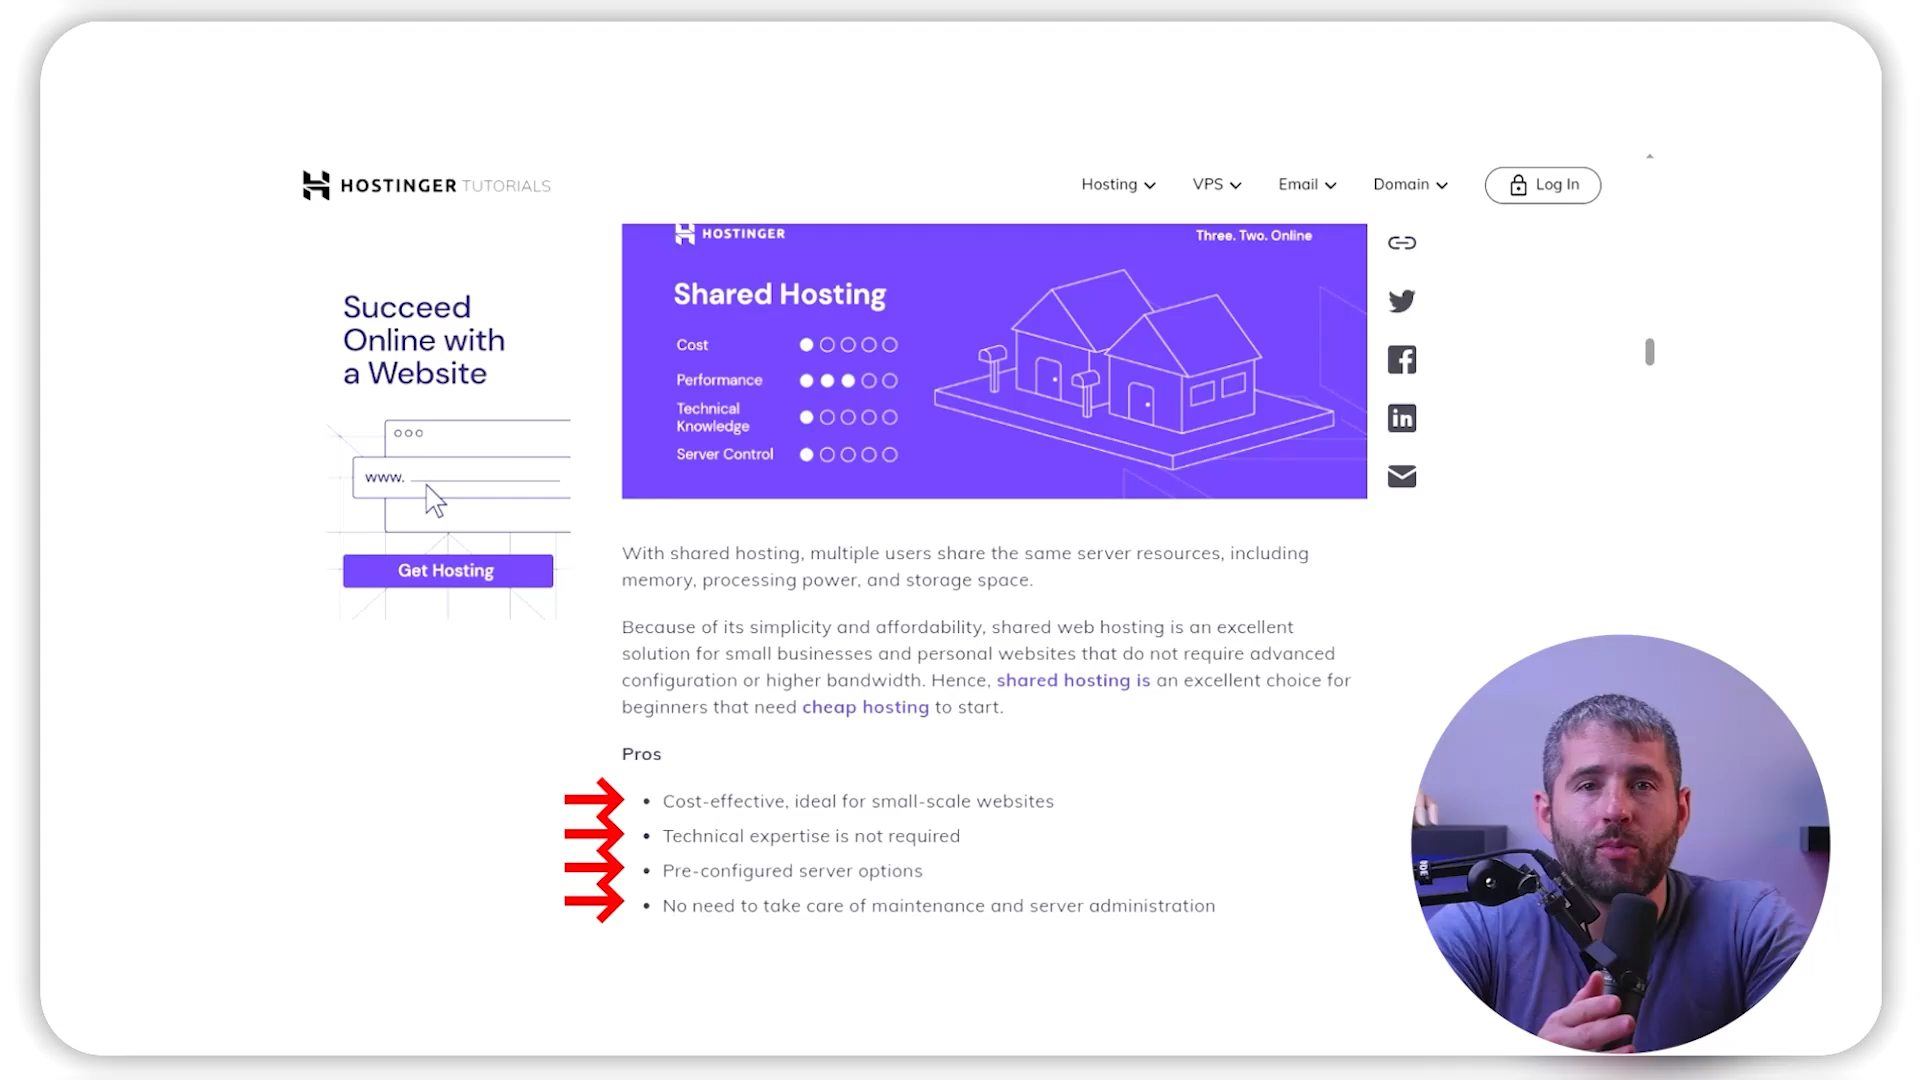 HOSTINGER TUTORIALS
Hosting
VPS
Email
Domain
Log In
Succeed
Online with
a Website
www.
Get Hosting
HOSTINGER
Three. Two. Online
Shared Hosting
Cost
Performance
Technical
Knowledge
Server Control
With shared hosting, multiple users share the same server resources, including
memory, processing power, and storage space.
Because of its simplicity and affordability, shared web hosting is an excellent
solution for small businesses and personal websites that do not require advanced
configuration or higher bandwidth. Hence, shared hosting is an excellent choice for
beginners that need cheap hosting to start.
Pros
• Cost-effective, ideal for small-scale websites
• Technical expertise is not required
• Pre-configured server options
• No need to take care of maintenance and server administration